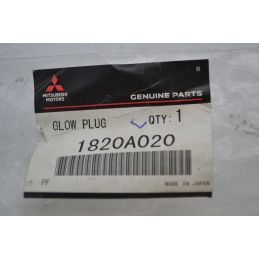 R
MITSUBISHI
MOTORS
GENUINE PARTS
GLOW PLUG
QTY: 1
1820A020
PF
MADE IN JAPAN